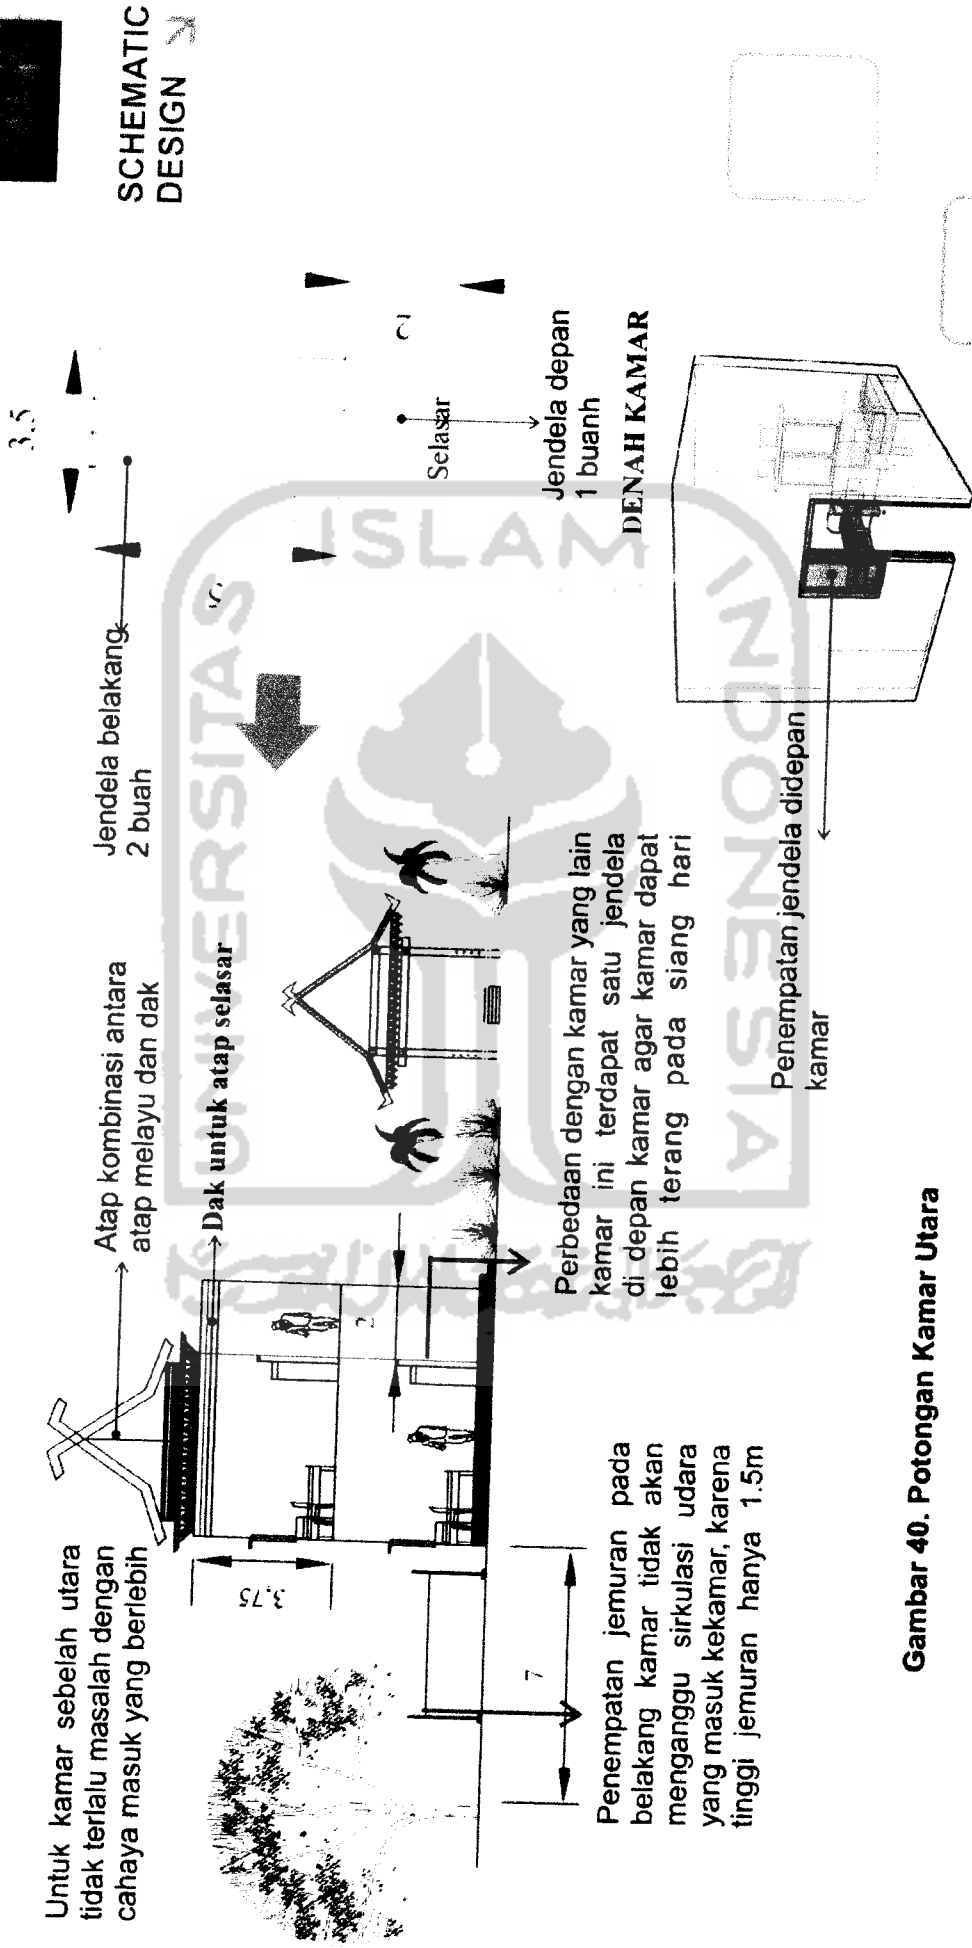 SCHEMATIC
DESIGN
3.5
Jendela belakang
2 buah
Selasar
Jendela depan
1 buanh
DENAH KAMAR
Atap kombinasi antara
atap melayu dan dak
Dak untuk atap selasar
Untuk kamar sebelah utara
tidak terlalu masalah dengan
cahaya masuk yang berlebih
3.75
2
7
Perbedaan dengan kamar yang lain
kamar ini terdapat satu jendela
di depan kamar agar kamar dapat
lebih terang pada siang hari
Penempatan jemuran pada
belakang kamar tidak akan
menganggu sirkulasi udara
yang masuk kekamar, karena
tinggi jemuran hanya 1.5m
Penempatan jendela didepan
kamar
Gambar 40. Potongan Kamar Utara
UNIVERSITAS
ISLAM
INDONESIA